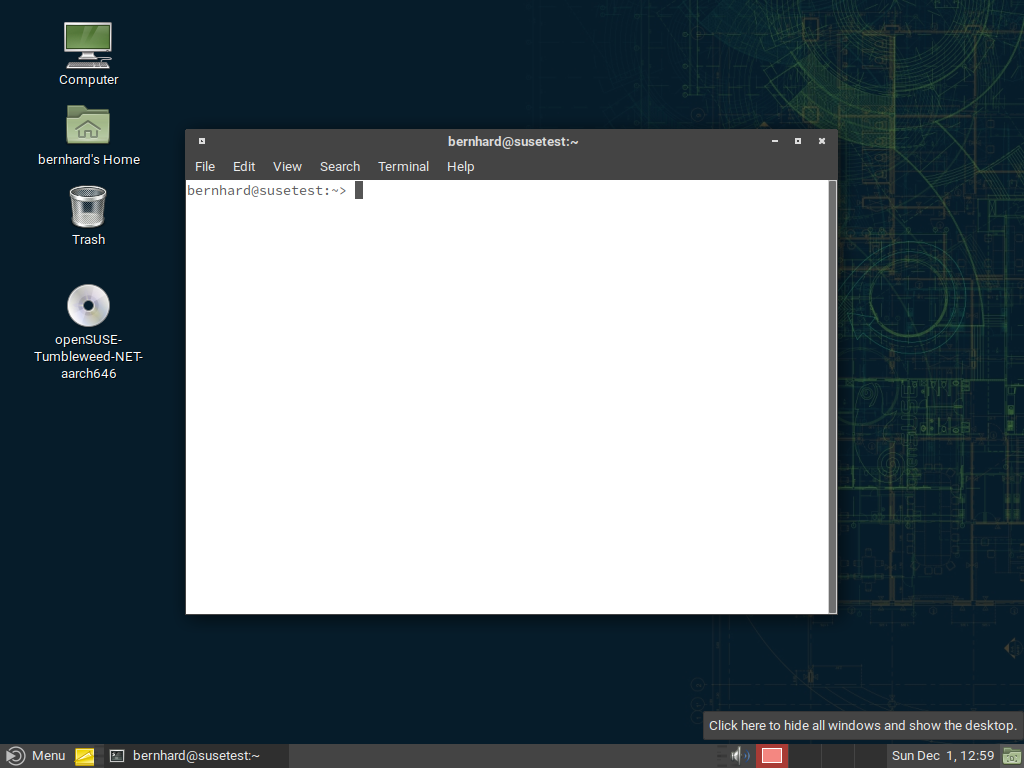 Computer
bernhard's Home
Trash
openSUSE-
Tumbleweed-NET-
aarch646
bernhard@susetest:~
File Edit View Search Terminal Help
bernhard@susetest:~>
Click here to hide all windows and show the desktop.
Menu
bernhard@susetest:~
Sun Dec 1, 12:59